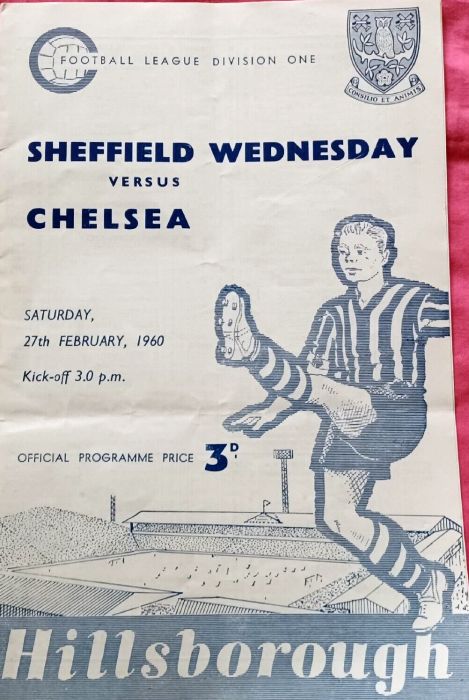 FOOTBALL LEAGUE DIVISION ONE
CONSILIO ET ANIMIS
SHEFFIELD WEDNESDAY
VERSUS
CHELSEA
SATURDAY,
27th FEBRUARY, 1960
Kick-off 3.0 p.m.
OFFICIAL PROGRAMME PRICE 3D.
Hillsborough